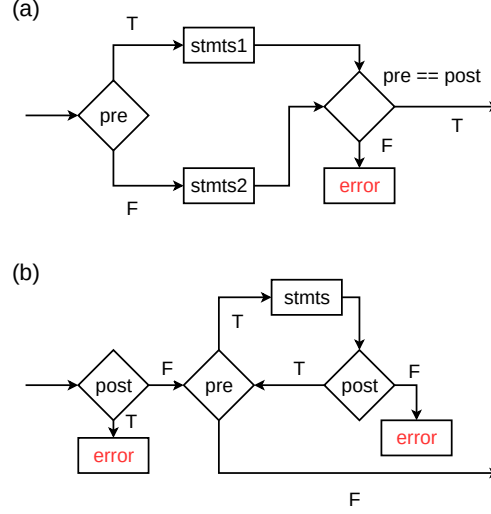 (a)
T
stmts1
pre == post
pre
T
F
stmts2
F
error
(b)
stmts
T
post
F
pre
T
post
F
T
error
error
F